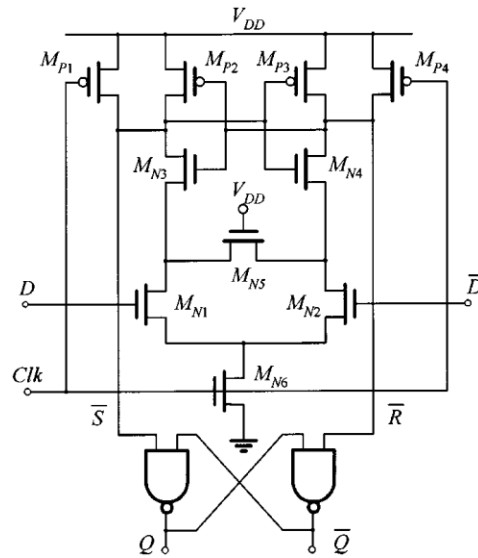 V_DD
M_P1 M_P2 M_P3 M_P4
M_N3 M_N4
V_DD
M_N5
D M_N1 M_N2 D̅
Clk M_N6
S̅ R̅
Q Q̅